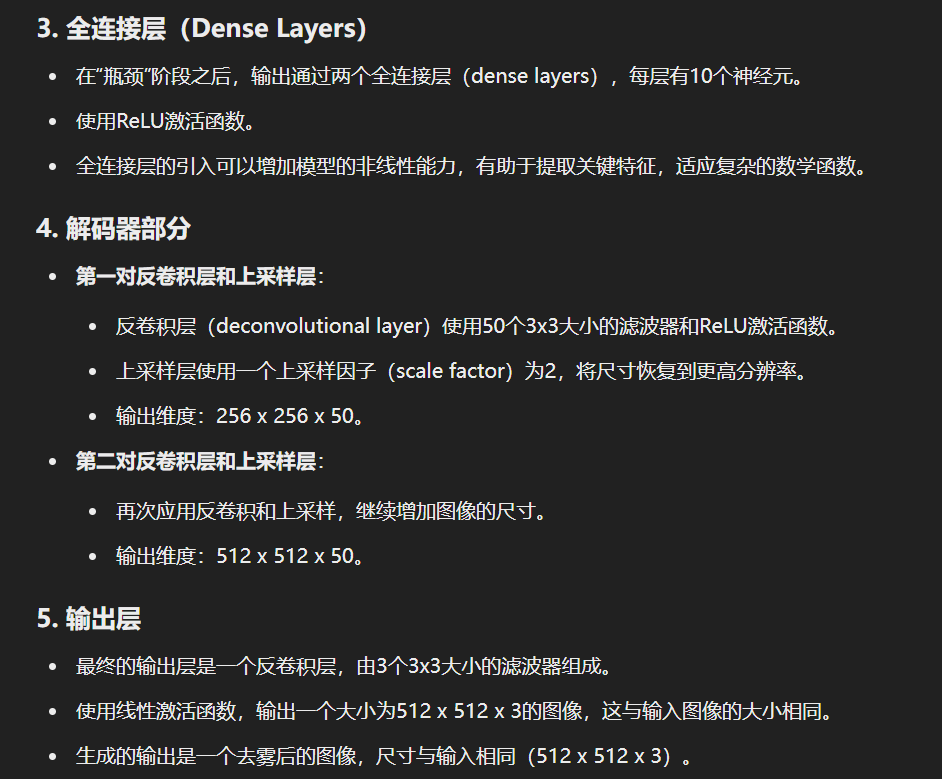 3. 全连接层（Dense Layers）
• 在“瓶颈”阶段之后，输出通过两个全连接层（dense layers），每层有10个神经元。
• 使用ReLU激活函数。
• 全连接层的引入可以增加模型的非线性能力，有助于提取关键特征，适应复杂的数学函数。
4. 解码器部分
• 第一对反卷积层和上采样层：
• 反卷积层（deconvolutional layer）使用50个3x3大小的滤波器和ReLU激活函数。
• 上采样层使用一个上采样因子（scale factor）为2，将尺寸恢复到更高分辨率。
• 输出维度：256 x 256 x 50。
• 第二对反卷积层和上采样层：
• 再次应用反卷积和上采样，继续增加图像的尺寸。
• 输出维度：512 x 512 x 50。
5. 输出层
• 最终的输出层是一个反卷积层，由3个3x3大小的滤波器组成。
• 使用线性激活函数，输出一个大小为512 x 512 x 3的图像，这与输入图像的大小相同。
• 生成的输出是一个去雾后的图像，尺寸与输入相同（512 x 512 x 3）。